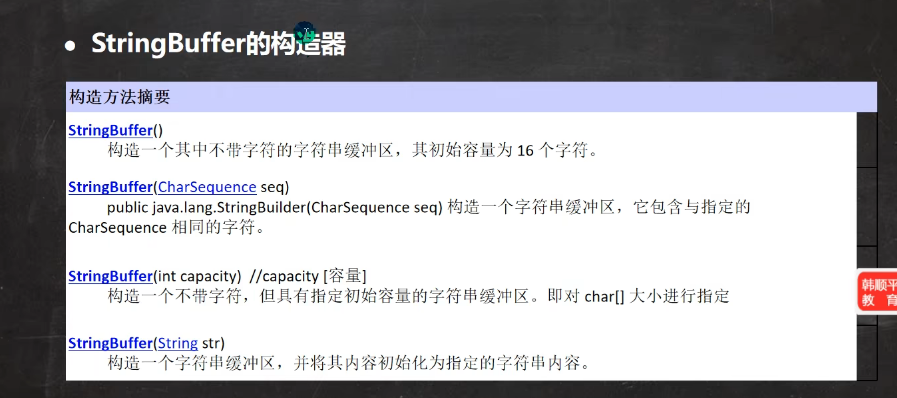 • StringBuffer的构造器
构造方法摘要
StringBuffer()
构造一个其中不带字符的字符串缓冲区，其初始容量为 16 个字符。
StringBuffer(CharSequence seq)
public java.lang.StringBuilder(CharSequence seq) 构造一个字符串缓冲区，它包含与指定的
CharSequence 相同的字符。
StringBuffer(int capacity) //capacity [容量]
构造一个不带字符，但具有指定初始容量的字符串缓冲区。即对 char[] 大小进行指定
StringBuffer(String str)
构造一个字符串缓冲区，并将其内容初始化为指定的字符串内容。
韩顺平
教 育